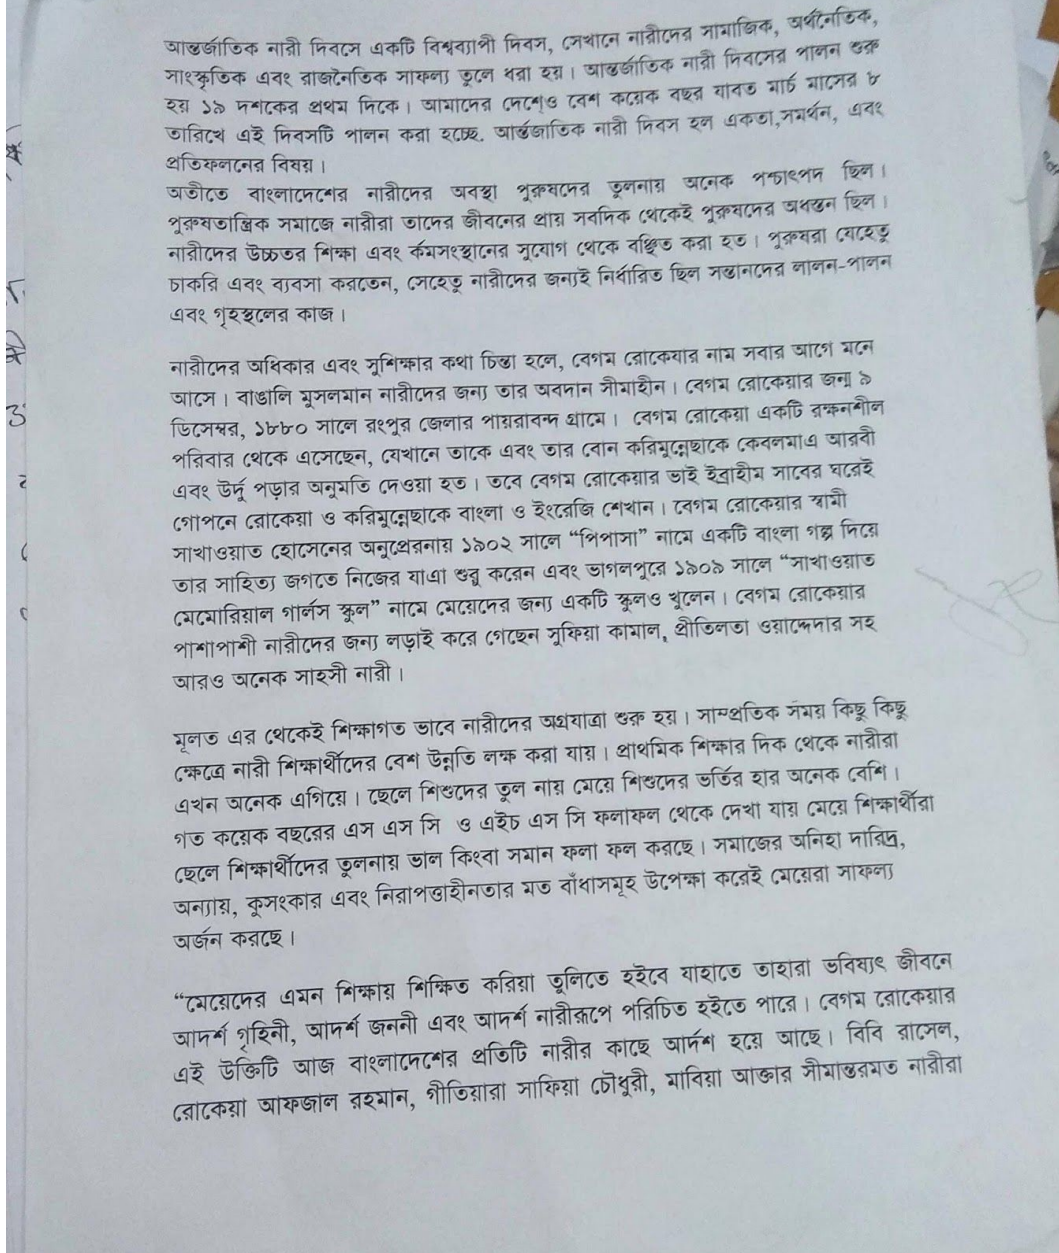 আন্তর্জাতিক নারী দিবসে একটি বিশ্বব্যাপী দিবস, সেখানে নারীদের সামাজিক, অর্থনৈতিক,
সাংস্কৃতিক এবং রাজনৈতিক সাফল্য তুলে ধরা হয়। আন্তর্জাতিক নারী দিবসের পালন শুরু
হয় ১৯ দশকের প্রথম দিকে। আমাদের দেশেও বেশ কয়েক বছর যাবত মার্চ মাসের ৮
তারিখে এই দিবসটি পালন করা হচ্ছে. আর্ন্তজাতিক নারী দিবস হল একতা,সমর্থন, এবং
প্রতিফলনের বিষয়।
অতীতে বাংলাদেশের নারীদের অবস্থা পুরুষদের তুলনায় অনেক পশ্চাৎপদ ছিল।
পুরুষতান্ত্রিক সমাজে নারীরা তাদের জীবনের প্রায় সবদিক থেকেই পুরুষদের অধস্তন ছিল।
নারীদের উচ্চতর শিক্ষা এবং কর্মসংস্থানের সুযোগ থেকে বঞ্চিত করা হত। পুরুষরা যেহেতু
চাকরি এবং ব্যবসা করতেন, সেহেতু নারীদের জন্যই নির্ধারিত ছিল সন্তানদের লালন-পালন
এবং গৃহস্থলের কাজ।
নারীদের অধিকার এবং সুশিক্ষার কথা চিন্তা হলে, বেগম রোকেযার নাম সবার আগে মনে
আসে। বাঙালি মুসলমান নারীদের জন্য তার অবদান সীমাহীন। বেগম রোকেয়ার জন্ম ৯
ডিসেম্বর, ১৮৮০ সালে রংপুর জেলার পায়রাবন্দ গ্রামে। বেগম রোকেয়া একটি রক্ষনশীল
পরিবার থেকে এসেছেন, যেখানে তাকে এবং তার বোন করিমুন্নেছাকে কেবলমাএ আরবী
এবং উর্দু পড়ার অনুমতি দেওয়া হত। তবে বেগম রোকেয়ার ভাই ইব্রাহীম সাবের ঘরেই
গোপনে রোকেয়া ও করিমুন্নেছাকে বাংলা ও ইংরেজি শেখান। বেগম রোকেয়ার স্বামী
সাখাওয়াত হোসেনের অনুপ্রেরনায় ১৯০২ সালে “পিপাসা” নামে একটি বাংলা গল্প দিয়ে
তার সাহিত্য জগতে নিজের যাএা শুরু করেন এবং ভাগলপুরে ১৯০৯ সালে “সাখাওয়াত
মেমোরিয়াল গার্লস স্কুল” নামে মেয়েদের জন্য একটি স্কুলও খুলেন। বেগম রোকেয়ার
পাশাপাশী নারীদের জন্য লড়াই করে গেছেন সুফিয়া কামাল, প্রীতিলতা ওয়াদ্দেদার সহ
আরও অনেক সাহসী নারী।
মূলত এর থেকেই শিক্ষাগত ভাবে নারীদের অগ্রযাত্রা শুরু হয়। সাম্প্রতিক সময় কিছু কিছু
ক্ষেত্রে নারী শিক্ষার্থীদের বেশ উন্নতি লক্ষ করা যায়। প্রাথমিক শিক্ষার দিক থেকে নারীরা
এখন অনেক এগিয়ে। ছেলে শিশুদের তুল নায় মেয়ে শিশুদের ভর্তির হার অনেক বেশি।
গত কয়েক বছরের এস এস সি ও এইচ এস সি ফলাফল থেকে দেখা যায় মেয়ে শিক্ষার্থীরা
ছেলে শিক্ষার্থীদের তুলনায় ভাল কিংবা সমান ফলা ফল করছে। সমাজের অনিহা দারিদ্র,
অন্যায়, কুসংকার এবং নিরাপত্তাহীনতার মত বাঁধাসমূহ উপেক্ষা করেই মেয়েরা সাফল্য
অর্জন করছে।
“মেয়েদের এমন শিক্ষায় শিক্ষিত করিয়া তুলিতে হইবে যাহাতে তাহারা ভবিষ্যৎ জীবনে
আদর্শ গৃহিনী, আদর্শ জননী এবং আদর্শ নারীরূপে পরিচিত হইতে পারে। বেগম রোকেয়ার
এই উক্তিটি আজ বাংলাদেশের প্রতিটি নারীর কাছে আর্দশ হয়ে আছে। বিবি রাসেল,
রোকেয়া আফজাল রহমান, গীতিয়ারা সাফিয়া চৌধুরী, মাবিয়া আক্তার সীমান্তরমত নারীরা